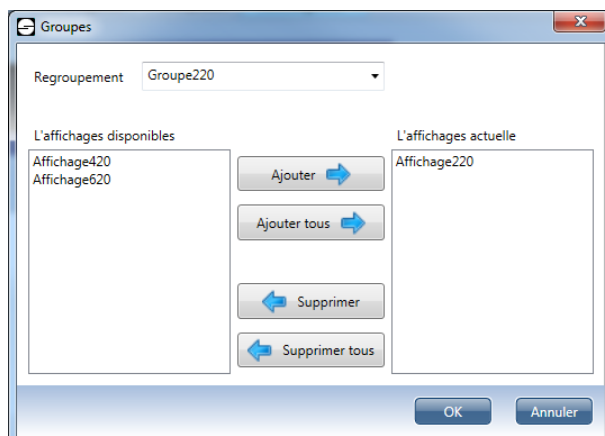 Groupes
Regroupement Groupe220
L'affichages disponibles L'affichages actuelle
Affichage420
Affichage620
Affichage220
Ajouter
Ajouter tous
Supprimer
Supprimer tous
OK Annuler